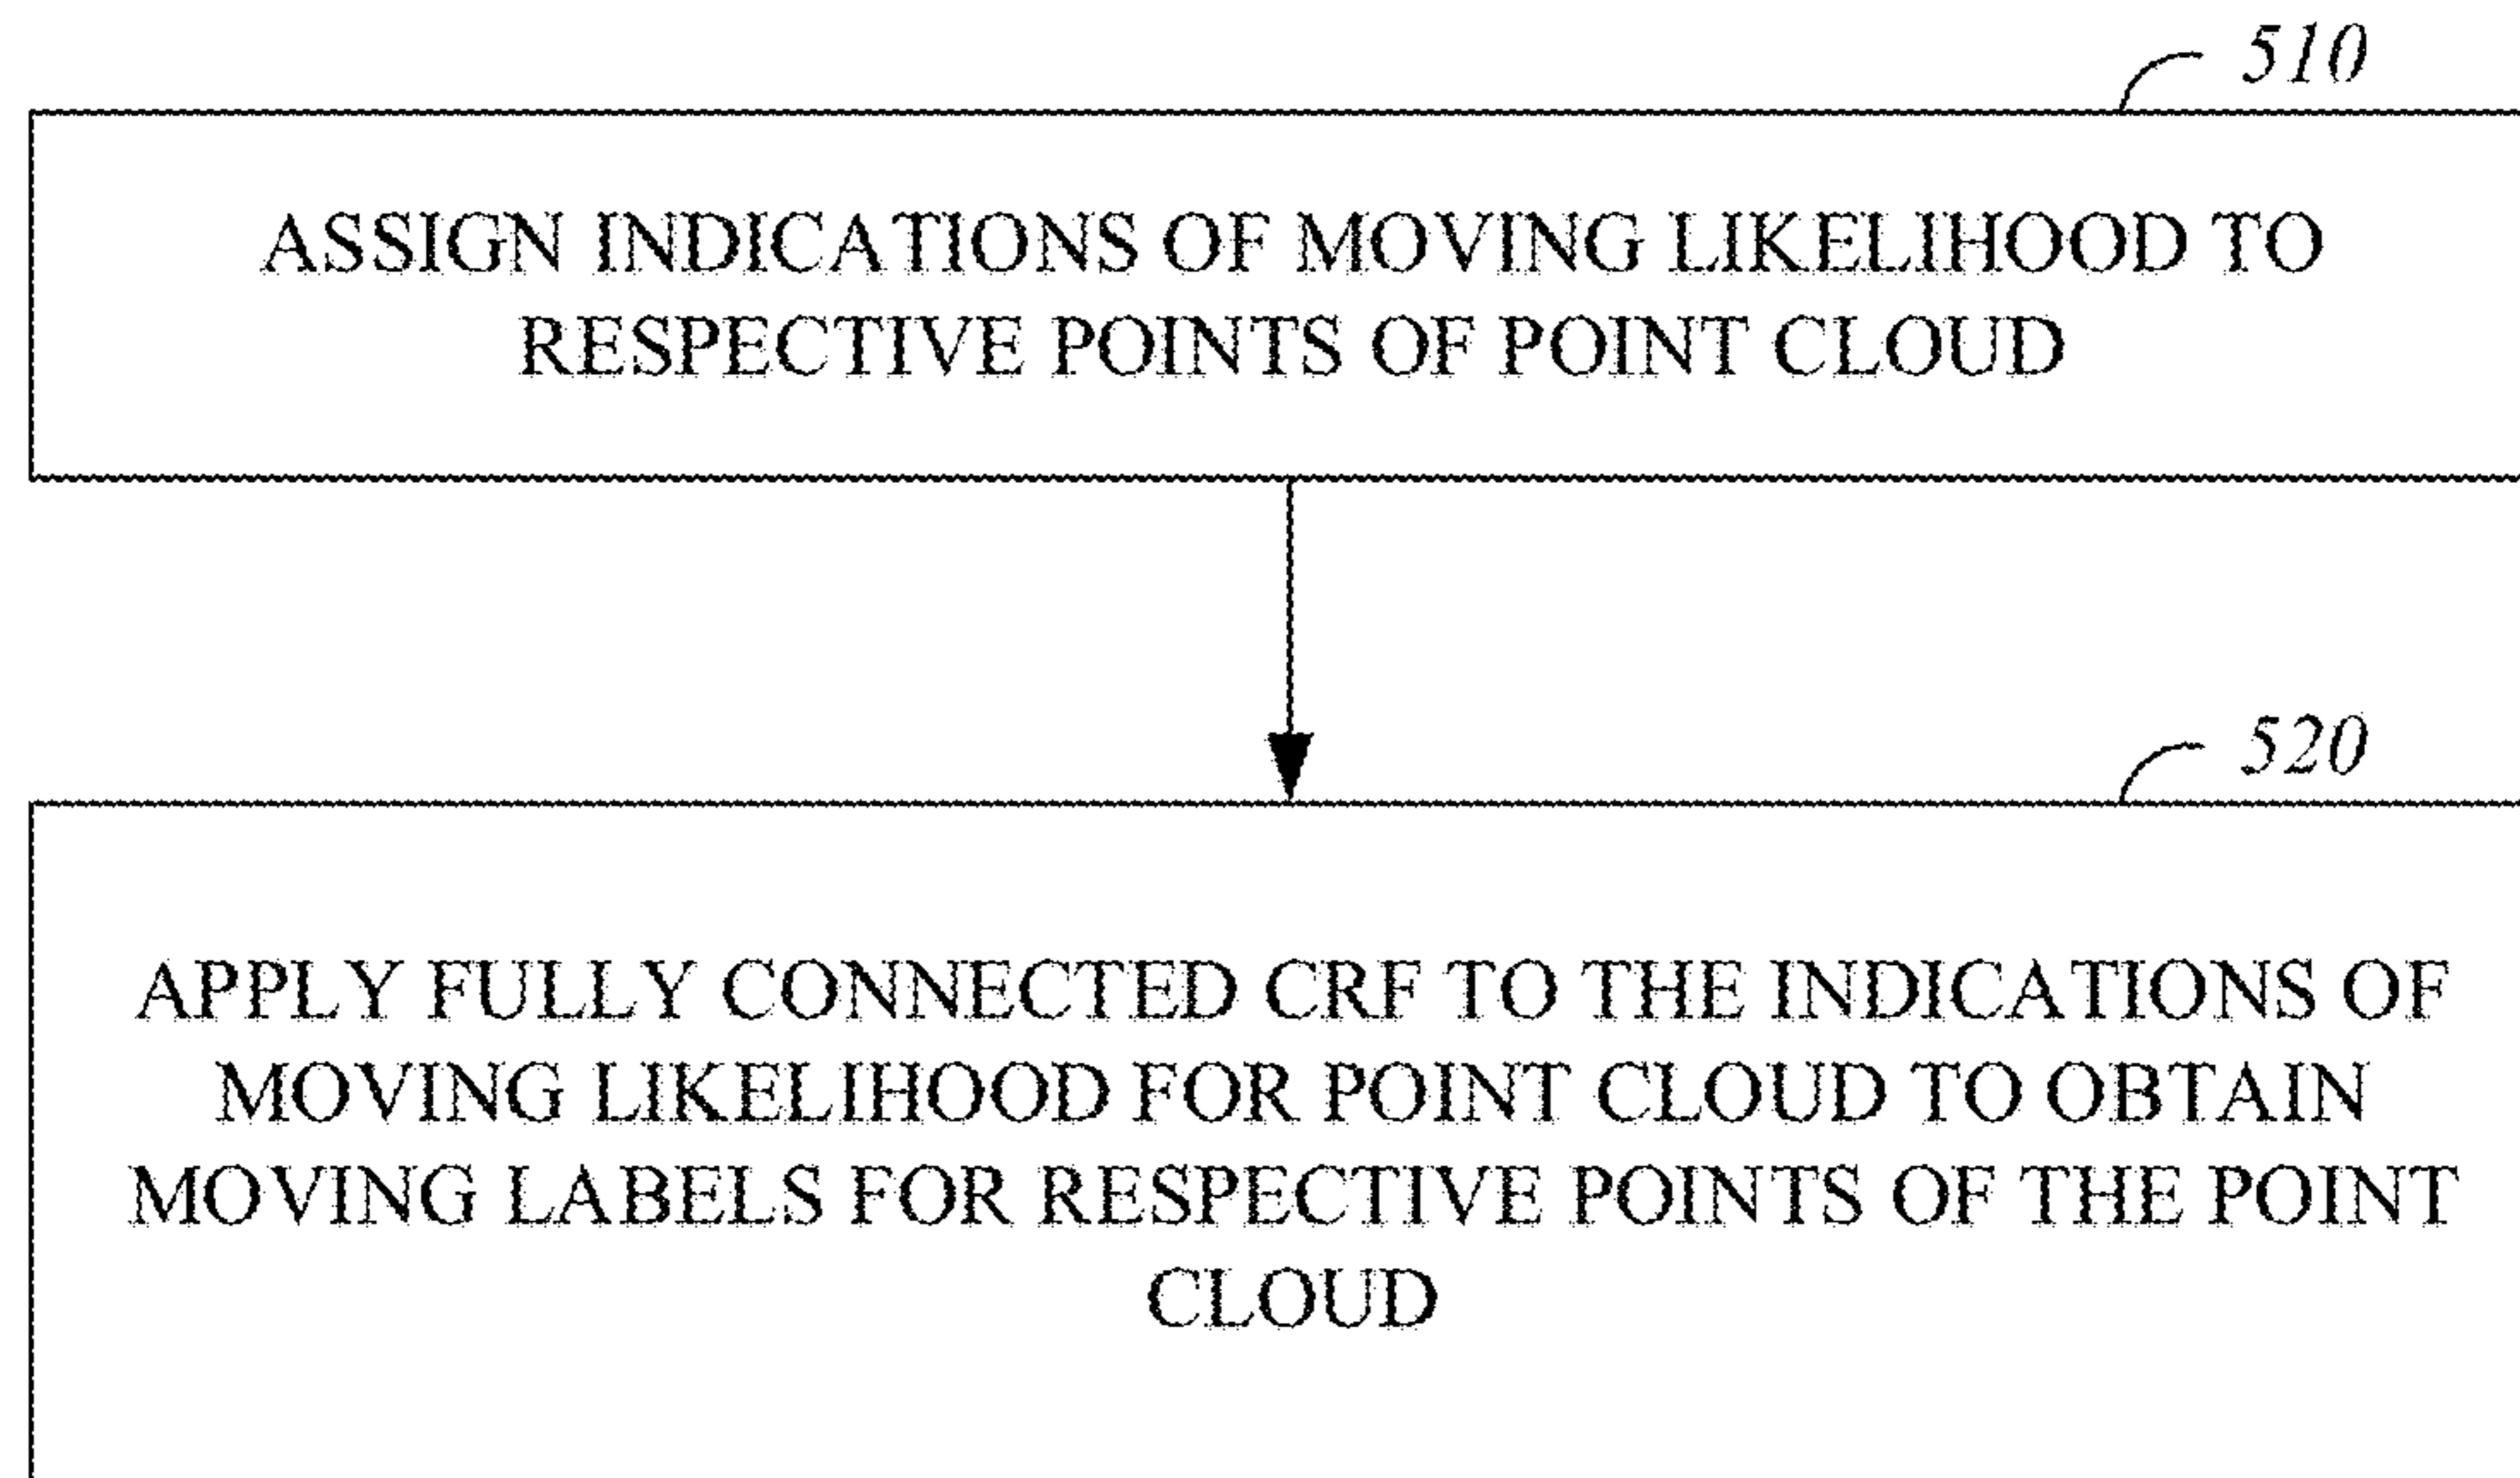 510
ASSIGN INDICATIONS OF MOVING LIKELIHOOD TO
RESPECTIVE POINTS OF POINT CLOUD
520
APPLY FULLY CONNECTED CRF TO THE INDICATIONS OF
MOVING LIKELIHOOD FOR POINT CLOUD TO OBTAIN
MOVING LABELS FOR RESPECTIVE POINTS OF THE POINT
CLOUD